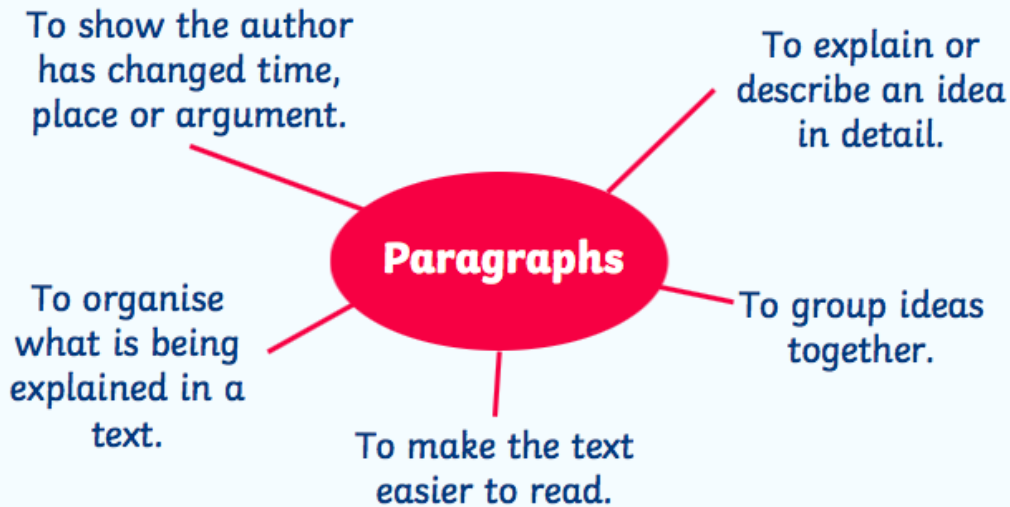 To show the author
has changed time,
place or argument.
To explain or
describe an idea
in detail.
Paragraphs
To organise
what is being
explained in a
text.
To group ideas
together.
To make the text
easier to read.